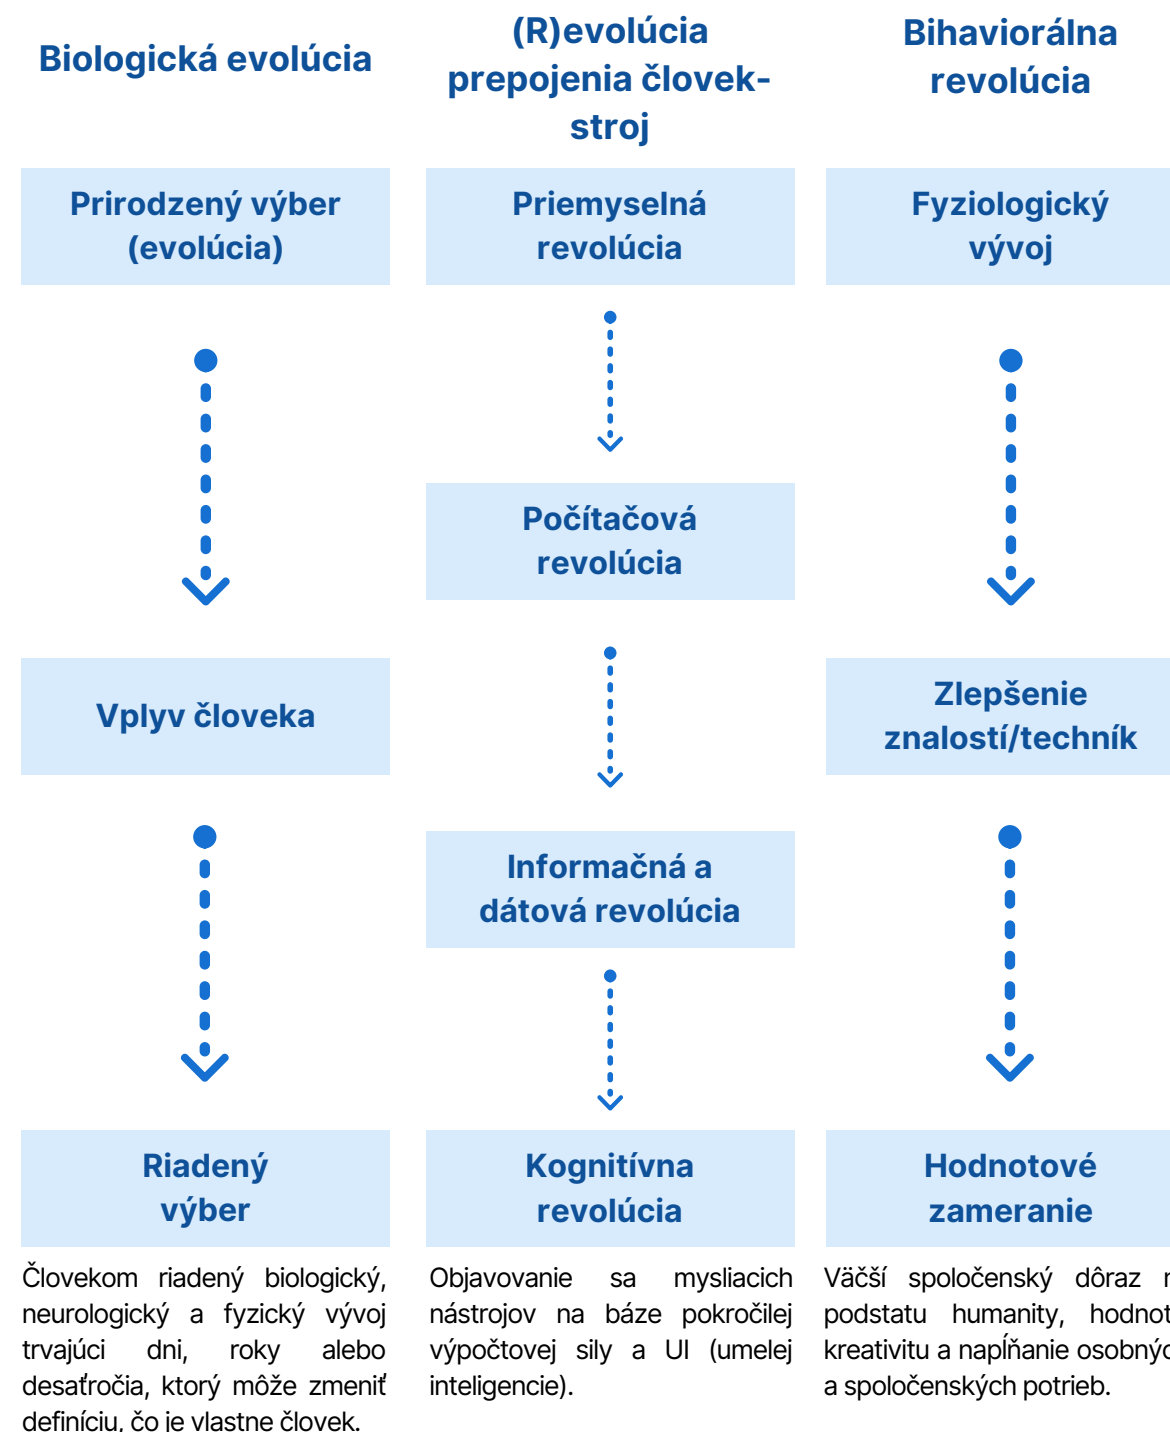 Biologická evolúcia
(R)evolúcia
prepojenia človek-
stroj
Bihaviorálna
revolúcia
Prirodzený výber
(evolúcia)
Priemyselná
revolúcia
Fyziologický
vývoj
Počítačová
revolúcia
Vplyv človeka
Zlepšenie
znalostí/techník
Informačná a
dátová revolúcia
Riadený
výber
Kognitívna
revolúcia
Hodnotové
zameranie
Človekom riadený biologický,
neurologický a fyzický vývoj
trvajúci dni, roky alebo
desaťročia, ktorý môže zmeniť
definíciu, čo je vlastne človek.
Objavovanie sa mysliacich
nástrojov na báze pokročilej
výpočtovej sily a UI (umelej
inteligencie).
Väčší spoločenský dôraz
podstatu humanity,
kreativitu a napĺňanie
a spoločenských potrieb.